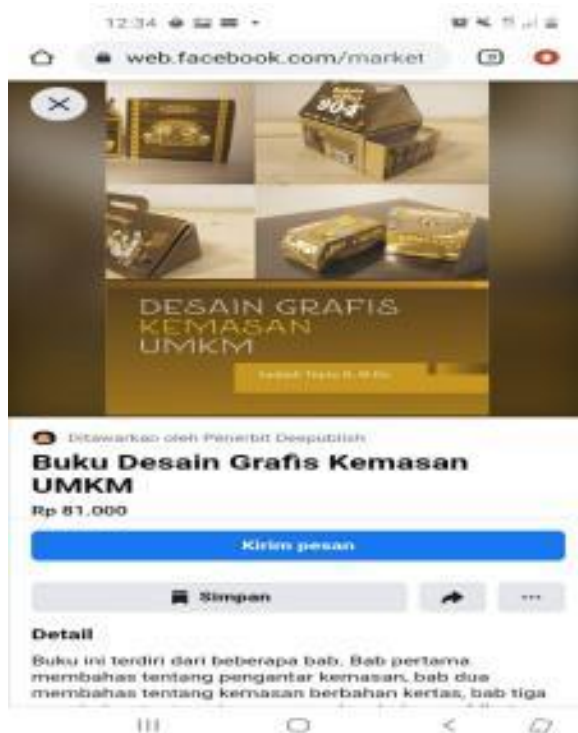 12:34
web.facebook.com/market
DESAIN GRAFIS
KEMASAN
UMKM
Ditawarkan oleh Penerbit Deepublish
Buku Desain Grafis Kemasan
UMKM
Rp 81.000
Kirim pesan
Simpan
Detail
Buku ini terdiri dari beberapa bab. Bab pertama
membahas tentang pengantar kemasan, bab dua
membahas tentang kemasan berbahan kertas, bab tiga